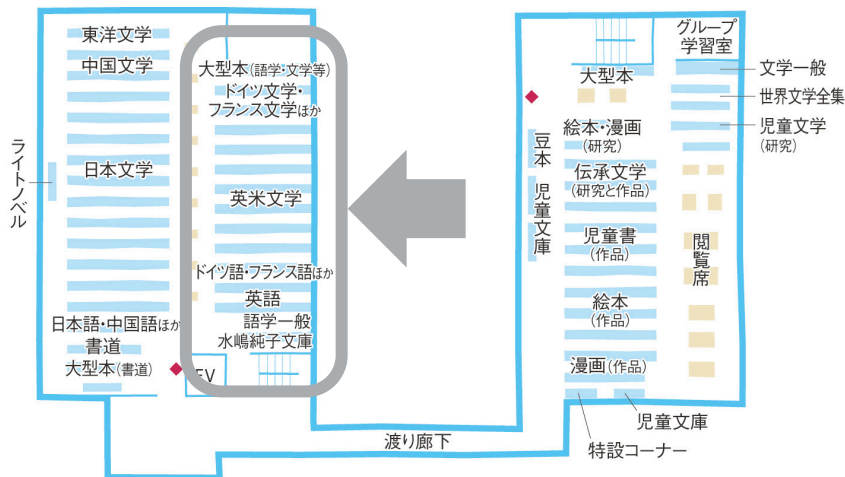 東洋文学
中国文学
日本文学
ライトノベル
日本語・中国語ほか
書道
大型本(書道)
大型本(語学・文学等)
ドイツ文学・
フランス文学ほか
英米文学
ドイツ語・フランス語ほか
英語
語学一般
水嶋純子文庫
EV
渡り廊下
大型本
絵本・漫画
(研究)
伝承文学
(研究と作品)
児童書
(作品)
絵本
(作品)
漫画(作品)
豆本
児童文庫
グループ
学習室
文学一般
世界文学全集
児童文学
(研究)
閲覧席
児童文庫
特設コーナー